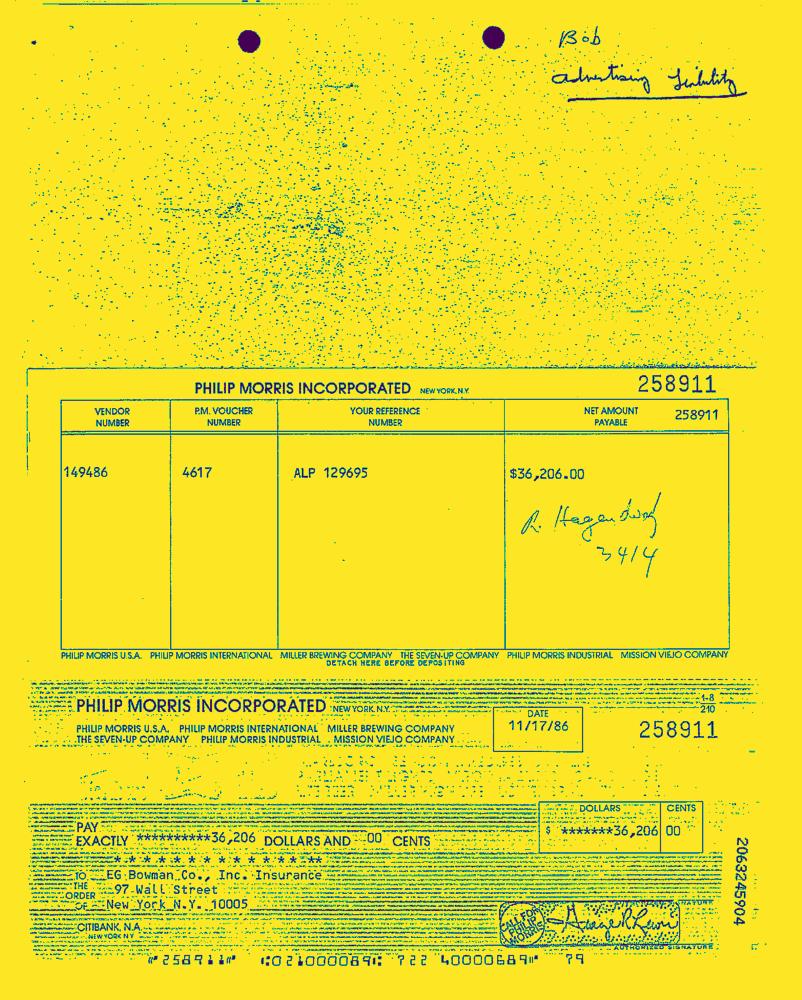 Bob
Advertising Liability
PHILIP MORRIS INCORPORATED NEW YORK, N.Y. 258911
VENDOR NUMBER P.M. VOUCHER NUMBER YOUR REFERENCE NUMBER NET AMOUNT PAYABLE 258911
149486 4617 ALP 129695 $36,206.00
3414
PHILIP MORRIS U.S.A. PHILIP MORRIS INTERNATIONAL MILLER BREWING COMPANY THE SEVEN-UP COMPANY PHILIP MORRIS INDUSTRIAL MISSION VIEJO COMPANY
DETACH HERE BEFORE DEPOSITING
PHILIP MORRIS INCORPORATED NEW YORK, N.Y.
1-8
210
PHILIP MORRIS U.S.A. PHILIP MORRIS INTERNATIONAL MILLER BREWING COMPANY
THE SEVEN-UP COMPANY PHILIP MORRIS INDUSTRIAL MISSION VIEJO COMPANY
DATE
11/17/86
258911
DOLLARS CENTS
$ *******36,206 00
PAY
EXACTLY **********36,206 DOLLARS AND 00 CENTS
TO THE ORDER OF
EG Bowman Co., Inc. Insurance
97 Wall Street
New York N.Y. 10005
CITIBANK, N.A.
NEW YORK NY
AUTHORIZED SIGNATURE
2063245904
⑈258911⑈ ⑆021000089⑆ 722 40000689⑈ 79